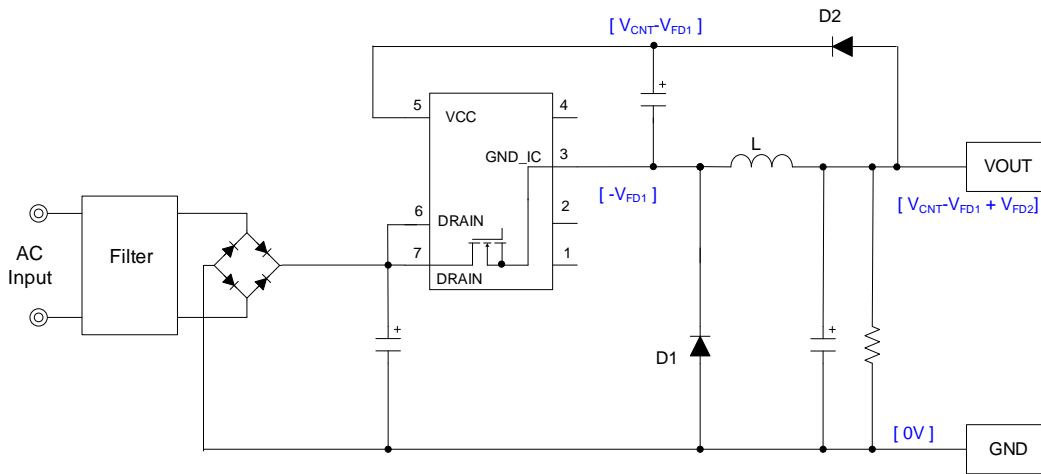 D2
[ VCNT-VFD1 ]
+
5
VCC
4
GND_IC
3
L
VOUT
[ -VFD1 ]
[ VCNT-VFD1 + VFD2]
+
6
DRAIN
2
7
DRAIN
1
AC
Input
Filter
+
D1
[ 0V ]
GND